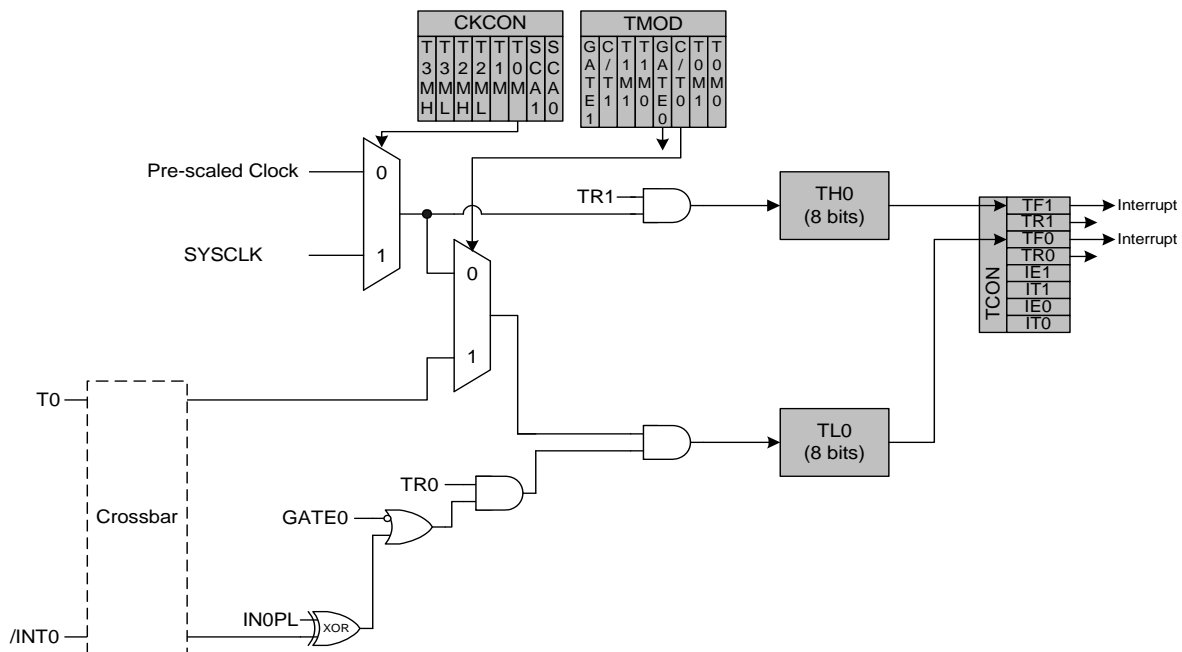 CKCON
T3MH
T3ML
T2MH
T2ML
T1M
T0M
SCA1
SCA0
TMOD
GATE1
C/T1
T1M1
T1M0
GATE0
C/T0
T0M1
T0M0
Pre-scaled Clock
0
SYSCLK
1
TR1
TH0
(8 bits)
TCON
TF1
TR1
TF0
TR0
IE1
IT1
IE0
IT0
Interrupt
Interrupt
0
1
T0
Crossbar
/INT0
TL0
(8 bits)
TR0
GATE0
IN0PL
XOR